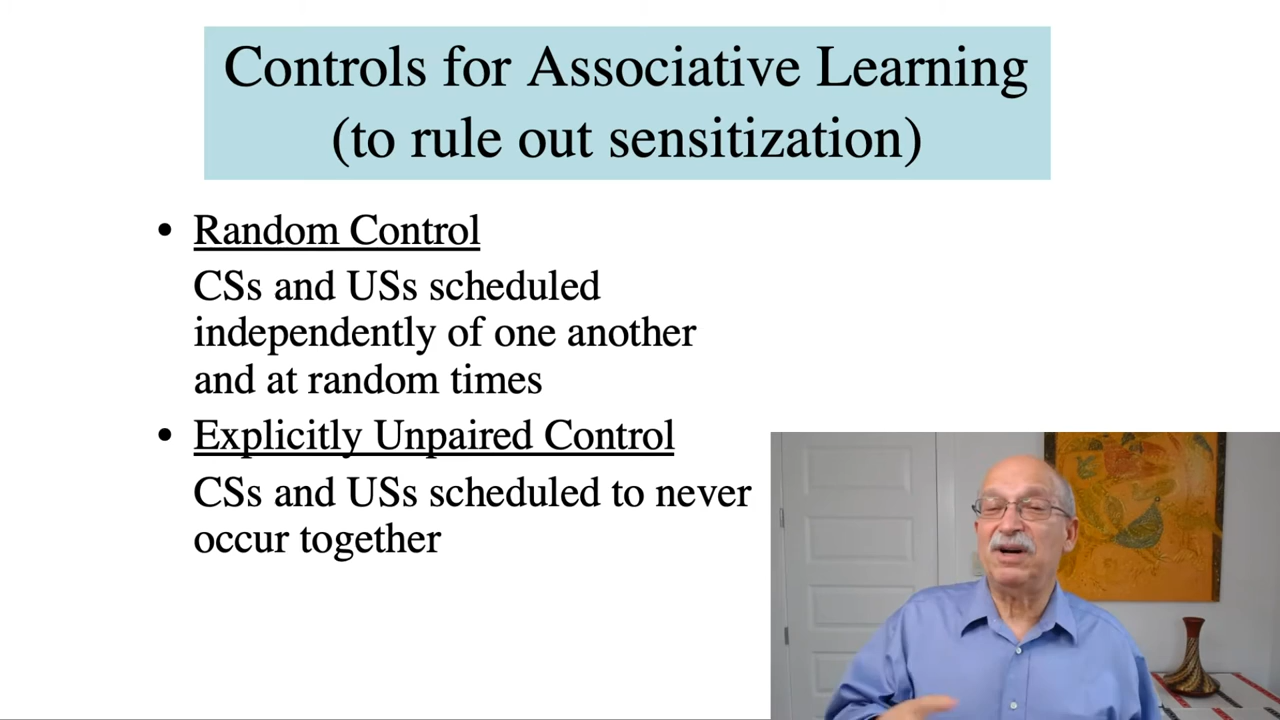 Controls for Associative Learning
(to rule out sensitization)
• Random Control
CSs and USs scheduled
independently of one another
and at random times
• Explicitly Unpaired Control
CSs and USs scheduled to never
occur together